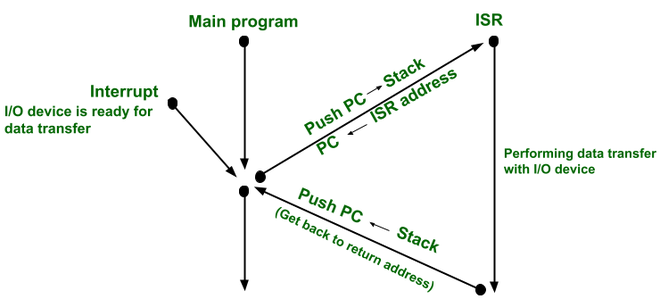 Main program
ISR
Interrupt
I/O device is ready for
data transfer
Push PC → Stack
PC ← ISR address
Performing data transfer
with I/O device
Push PC ← Stack
(Get back to return address)